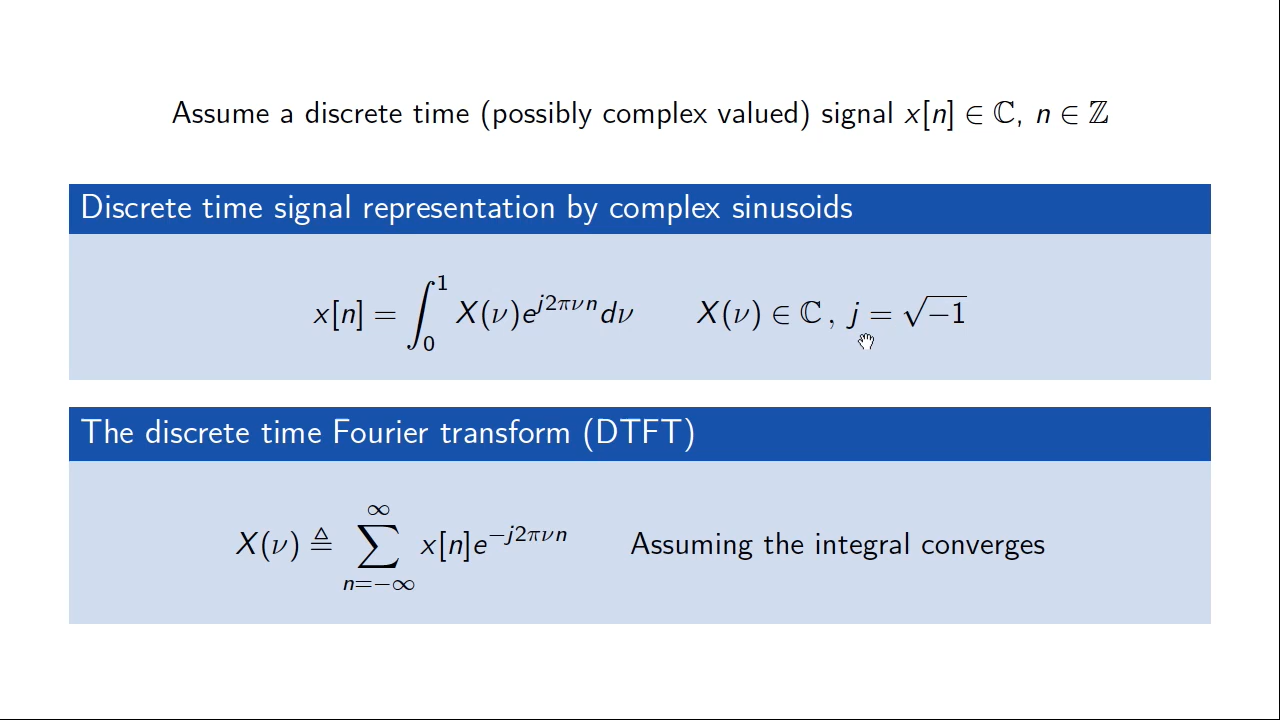 Assume a discrete time (possibly complex valued) signal x[n] ∈ ℂ, n ∈ ℤ
Discrete time signal representation by complex sinusoids
x[n] = ∫₀¹ X(ν)e^{j2πνn}dν    X(ν) ∈ ℂ, j = √−1
The discrete time Fourier transform (DTFT)
X(ν) ≜ ∑_{n=−∞}^{∞} x[n]e^{−j2πνn}    Assuming the integral converges